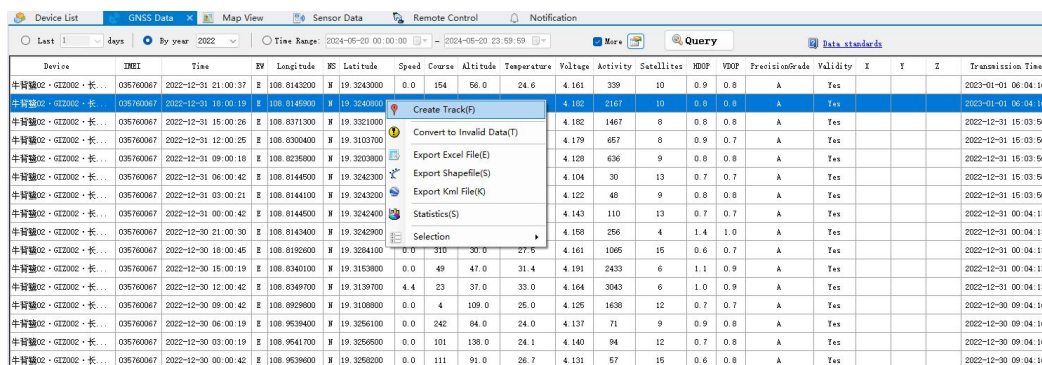 Device List GNSS Data × Map View Sensor Data Remote Control Notification
Last 1 days By year 2022 Time Range: 2024-05-20 00:00:00 - 2024-05-20 23:59:59 More Query Data standards
Device IMEI Time EW Longitude NS Latitude Speed Course Altitude Temperature Voltage Activity Satellites HDOP VDOP PrecisionGrade Validity X Y Z Transmission Time
牛背鹭02·GIZ002·长... 035760067 2022-12-31 21:00:37 E 108.8143200 N 19.3243000 0.0 154 56.0 24.6 4.161 339 10 0.9 0.8 A Yes 2023-01-01 06:04:1
牛背鹭02·GIZ002·长... 035760067 2022-12-31 18:00:19 E 108.8145900 N 19.3240800 4.182 2167 10 0.8 0.8 A Yes 2023-01-01 06:04:1
牛背鹭02·GIZ002·长... 035760067 2022-12-31 15:00:26 E 108.8371300 N 19.3321000 4.182 1467 8 0.8 0.8 A Yes 2022-12-31 15:03:5
牛背鹭02·GIZ002·长... 035760067 2022-12-31 12:00:25 E 108.8300400 N 19.3103700 4.179 657 8 0.9 0.7 A Yes 2022-12-31 15:03:5
牛背鹭02·GIZ002·长... 035760067 2022-12-31 09:00:18 E 108.8235800 N 19.3203800 4.128 636 9 0.8 0.8 A Yes 2022-12-31 15:03:5
牛背鹭02·GIZ002·长... 035760067 2022-12-31 06:00:42 E 108.8144500 N 19.3242300 4.104 30 13 0.7 0.7 A Yes 2022-12-31 15:03:5
牛背鹭02·GIZ002·长... 035760067 2022-12-31 03:00:21 E 108.8144100 N 19.3243200 4.122 48 9 0.8 0.8 A Yes 2022-12-31 15:03:5
牛背鹭02·GIZ002·长... 035760067 2022-12-31 00:00:42 E 108.8144500 N 19.3242400 4.143 110 13 0.7 0.7 A Yes 2022-12-31 00:04:1
牛背鹭02·GIZ002·长... 035760067 2022-12-30 21:00:30 E 108.8143400 N 19.3242900 4.158 256 4 1.4 1.0 A Yes 2022-12-31 00:04:1
牛背鹭02·GIZ002·长... 035760067 2022-12-30 18:00:45 E 108.8192600 N 19.3284100 0.0 310 30.0 27.5 4.161 1065 15 0.6 0.7 A Yes 2022-12-31 00:04:1
牛背鹭02·GIZ002·长... 035760067 2022-12-30 15:00:19 E 108.8340100 N 19.3153800 0.0 49 47.0 31.4 4.191 2433 6 1.1 0.9 A Yes 2022-12-31 00:04:1
牛背鹭02·GIZ002·长... 035760067 2022-12-30 12:00:42 E 108.8349700 N 19.3139700 4.4 23 37.0 33.0 4.164 3043 6 1.0 0.9 A Yes 2022-12-31 00:04:1
牛背鹭02·GIZ002·长... 035760067 2022-12-30 09:00:42 E 108.8929800 N 19.3108800 0.0 4 109.0 25.0 4.125 1638 12 0.7 0.7 A Yes 2022-12-30 09:04:1
牛背鹭02·GIZ002·长... 035760067 2022-12-30 06:00:19 E 108.9539400 N 19.3256100 0.0 242 84.0 24.0 4.137 71 9 0.9 0.8 A Yes 2022-12-30 09:04:1
牛背鹭02·GIZ002·长... 035760067 2022-12-30 03:00:19 E 108.9541700 N 19.3256500 0.0 101 138.0 24.1 4.140 94 12 0.7 0.8 A Yes 2022-12-30 09:04:1
牛背鹭02·GIZ002·长... 035760067 2022-12-30 00:00:42 E 108.9539600 N 19.3258200 0.0 111 91.0 26.7 4.131 57 15 0.6 0.8 A Yes 2022-12-30 09:04:1
Create Track(F)
Convert to Invalid Data(T)
Export Excel File(E)
Export Shapefile(S)
Export Kml File(K)
Statistics(S)
Selection